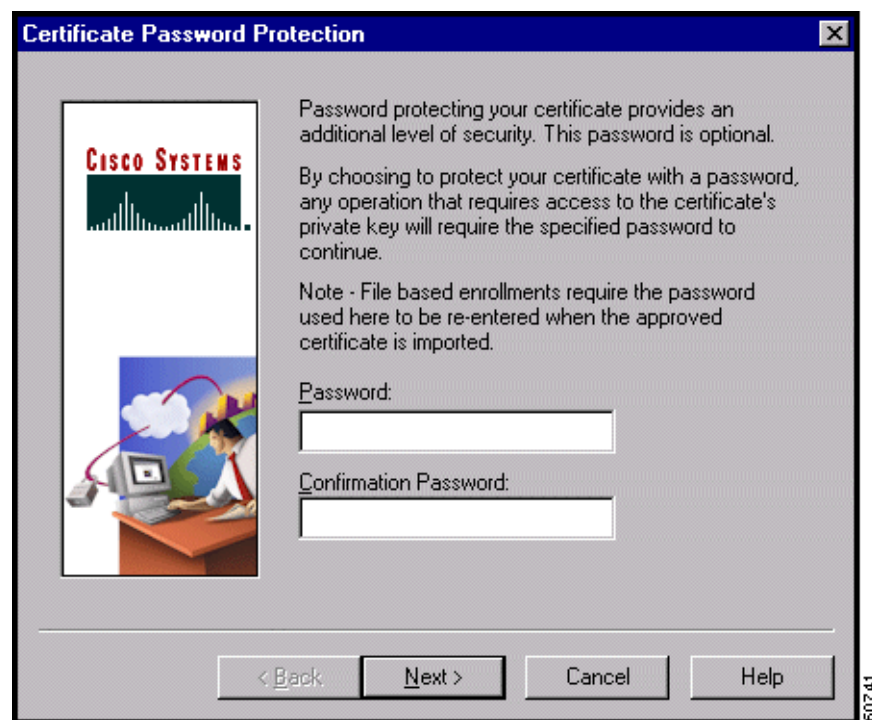 Certificate Password Protection
CISCO SYSTEMS
Password protecting your certificate provides an
additional level of security. This password is optional.
By choosing to protect your certificate with a password,
any operation that requires access to the certificate's
private key will require the specified password to
continue.
Note - File based enrollments require the password
used here to be re-entered when the approved
certificate is imported.
Password:
Confirmation Password:
< Back
Next >
Cancel
Help
60741